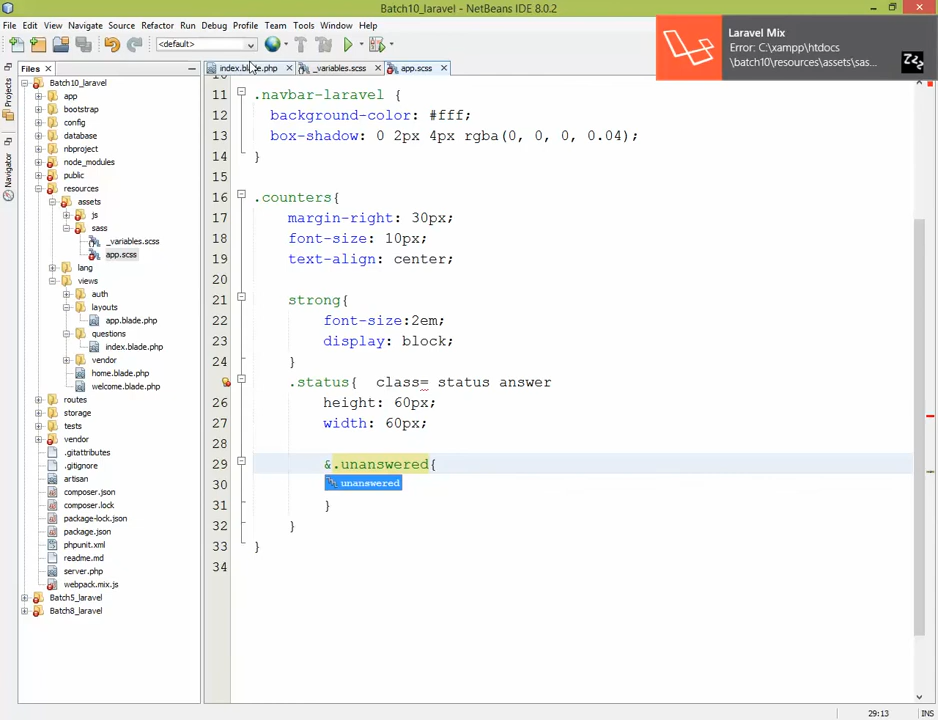 Batch10_laravel - NetBeans IDE 8.0.2
File Edit View Navigate Source Refactor Run Debug Profile Team Tools Window Help
<default>
Laravel Mix
Error: C:\xampp\htdocs
\batch10\resources\assets\sas...
Files
index.blade.php
_variables.scss
app.scss
Projects
Navigator
Batch10_laravel
app
bootstrap
config
database
nbproject
node_modules
public
resources
assets
js
sass
_variables.scss
app.scss
lang
views
auth
layouts
app.blade.php
questions
index.blade.php
vendor
home.blade.php
welcome.blade.php
routes
storage
tests
vendor
.gitattributes
.gitignore
artisan
composer.json
composer.lock
package-lock.json
package.json
phpunit.xml
readme.md
server.php
webpack.mix.js
Batch5_laravel
Batch8_laravel
11 .navbar-laravel {
12 background-color: #fff;
13 box-shadow: 0 2px 4px rgba(0, 0, 0, 0.04);
14 }
15
16 .counters{
17 margin-right: 30px;
18 font-size: 10px;
19 text-align: center;
20
21 strong{
22 font-size:2em;
23 display: block;
24 }
.status{ class= status answer
26 height: 60px;
27 width: 60px;
28
29 &.unanswered{
30 unanswered
31 }
32 }
33 }
34
29:13 INS